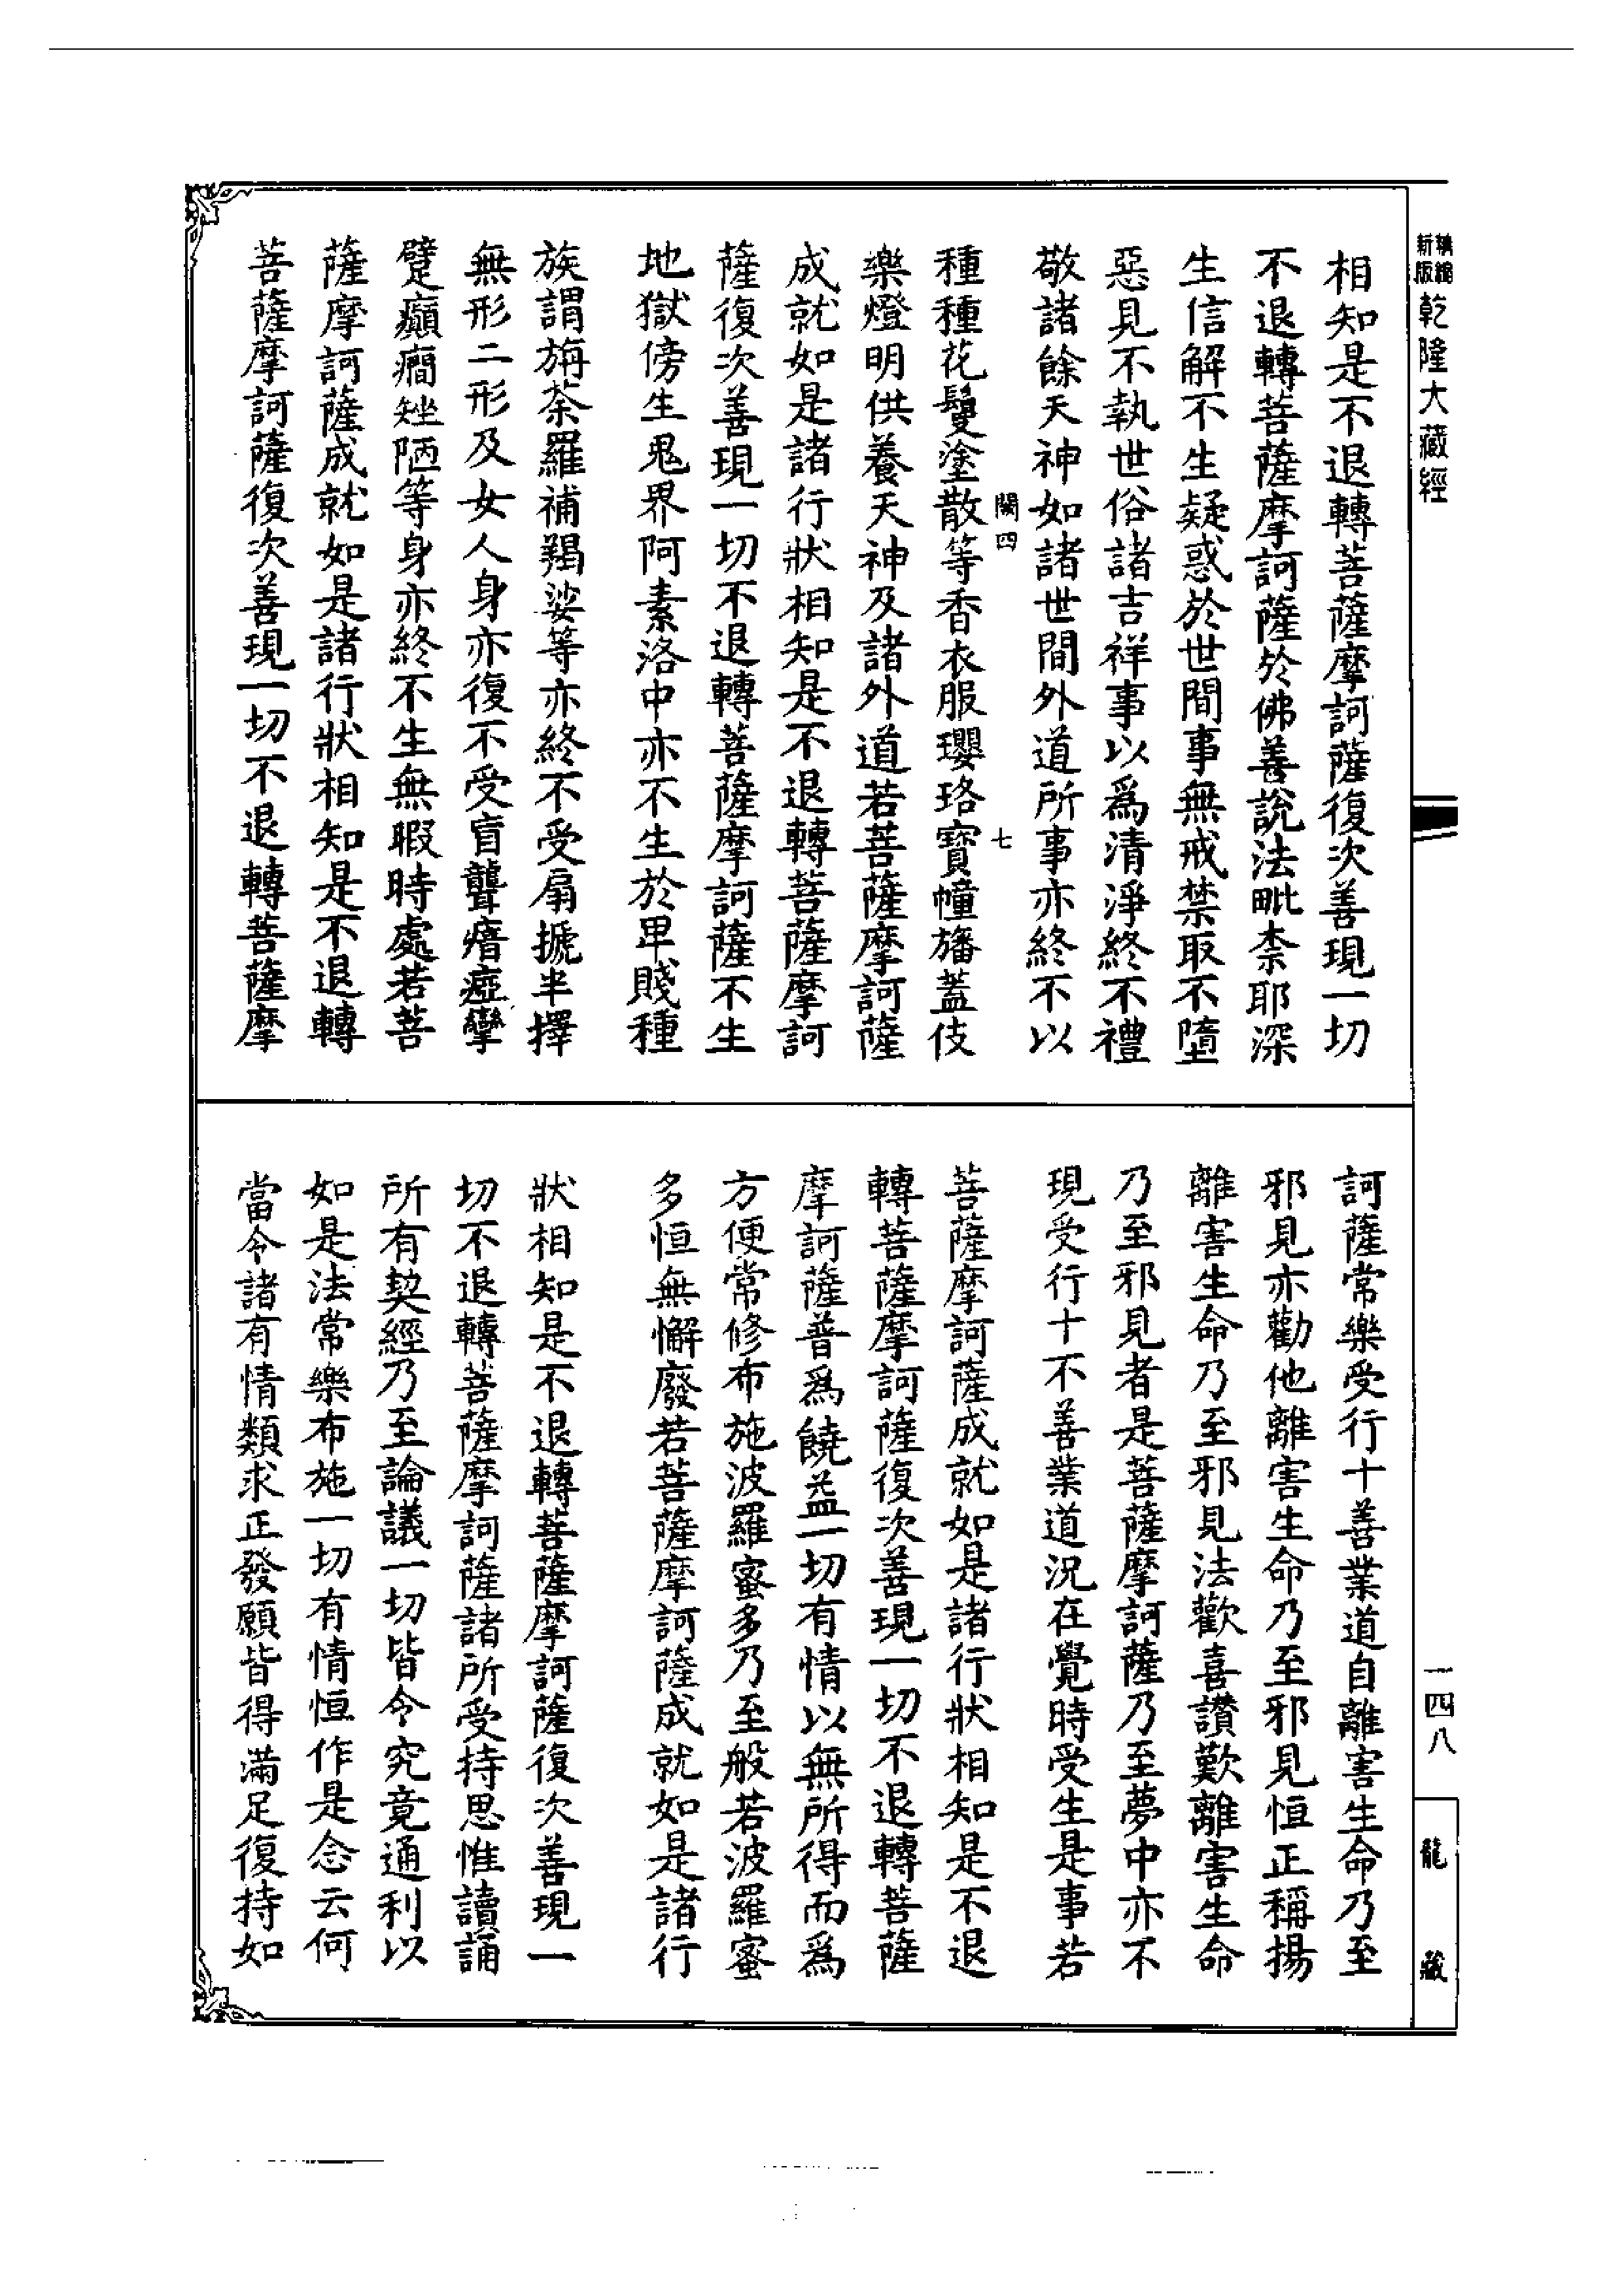 新版精縮
乾隆大藏經
相知是不退轉菩薩摩訶薩復次善現一切
不退轉菩薩摩訶薩於佛善說法毗柰耶深
生信解不生疑惑於世間事無戒禁取不墮
惡見不執世俗諸吉祥事以爲清淨終不禮
敬諸餘天神如諸世間外道所事亦終不以
闕四
七
種種花鬘塗散等香衣服瓔珞寶幢旛蓋伎
樂燈明供養天神及諸外道若菩薩摩訶薩
成就如是諸行狀相知是不退轉菩薩摩訶
薩復次善現一切不退轉菩薩摩訶薩不生
地獄傍生鬼界阿素洛中亦不生於卑賤種
族謂旃荼羅補羯娑等亦終不受扇搋半擇
無形二形及女人身亦復不受盲聾瘖瘂攣
躄癲癇矬陋等身亦終不生無暇時處若菩
薩摩訶薩成就如是諸行狀相知是不退轉
菩薩摩訶薩復次善現一切不退轉菩薩摩
訶薩常樂受行十善業道自離害生命乃至
邪見亦勸他離害生命乃至邪見恒正稱揚
離害生命乃至邪見法歡喜讚歎離害生命
乃至邪見者是菩薩摩訶薩乃至夢中亦不
現受行十不善業道況在覺時受生是事若
菩薩摩訶薩成就如是諸行狀相知是不退
轉菩薩摩訶薩復次善現一切不退轉菩薩
摩訶薩普爲饒益一切有情以無所得而爲
方便常修布施波羅蜜多乃至般若波羅蜜
多恒無懈廢若菩薩摩訶薩成就如是諸行
狀相知是不退轉菩薩摩訶薩復次善現一
切不退轉菩薩摩訶薩諸所受持思惟讀誦
所有契經乃至論議一切皆令究竟通利以
如是法常樂布施一切有情恒作是念云何
當令諸有情類求正發願皆得滿足復持如
一四八
龍藏